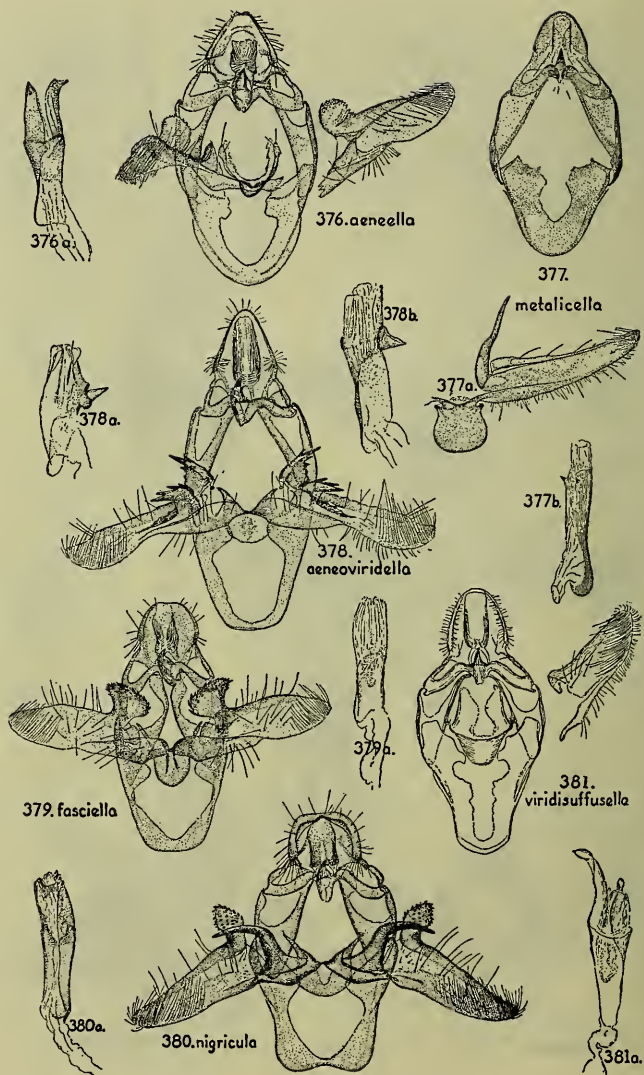 376a.
376. aeneella
377.
metalicella
378a.
378b.
377a.
377b.
378.
aeneoviridella
379. fasciella
379a.
381.
viridisuffusella
380a.
380. nigricula
381a.